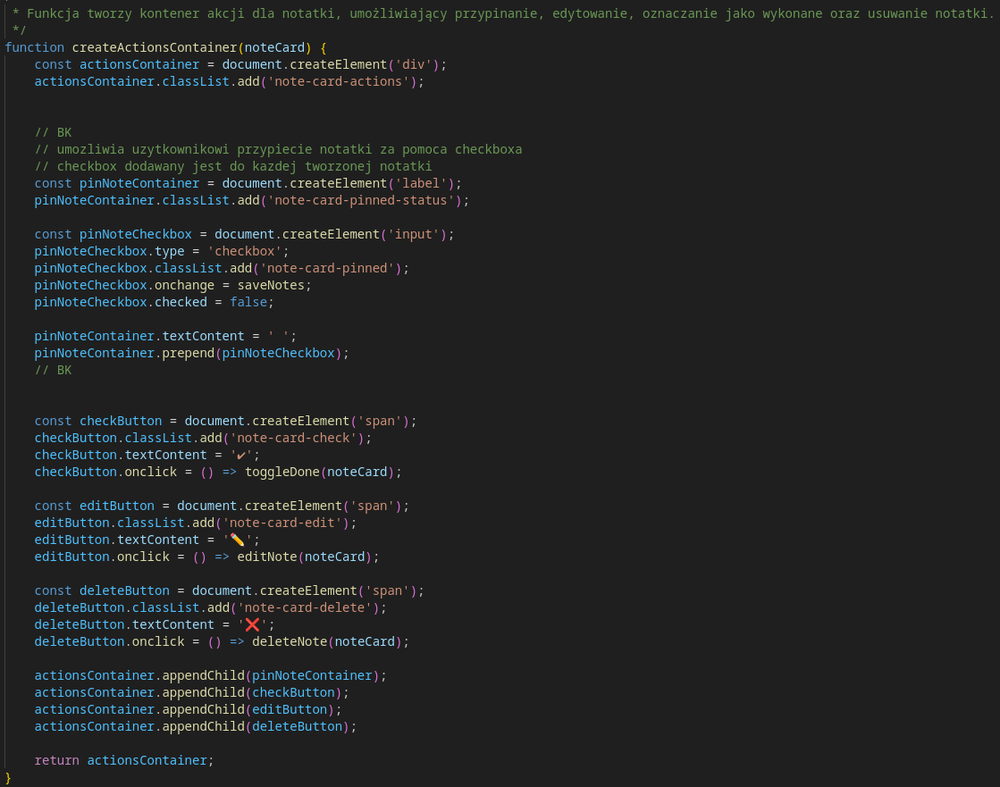 * Funkcja tworzy kontener akcji dla notatki, umożliwiający przypinanie, edytowanie, oznaczanie jako wykonane oraz usuwanie notatki.
*/
function createActionsContainer(noteCard) {
const actionsContainer = document.createElement('div');
actionsContainer.classList.add('note-card-actions');
// BK
// umozliwia uzytkownikowi przypiecie notatki za pomoca checkboxa
// checkbox dodawany jest do kazdej tworzonej notatki
const pinNoteContainer = document.createElement('label');
pinNoteContainer.classList.add('note-card-pinned-status');
const pinNoteCheckbox = document.createElement('input');
pinNoteCheckbox.type = 'checkbox';
pinNoteCheckbox.classList.add('note-card-pinned');
pinNoteCheckbox.onchange = saveNotes;
pinNoteCheckbox.checked = false;
pinNoteContainer.textContent = ' ';
pinNoteContainer.prepend(pinNoteCheckbox);
// BK
const checkButton = document.createElement('span');
checkButton.classList.add('note-card-check');
checkButton.textContent = '✔';
checkButton.onclick = () => toggleDone(noteCard);
const editButton = document.createElement('span');
editButton.classList.add('note-card-edit');
editButton.textContent = '✏️';
editButton.onclick = () => editNote(noteCard);
const deleteButton = document.createElement('span');
deleteButton.classList.add('note-card-delete');
deleteButton.textContent = '❌';
deleteButton.onclick = () => deleteNote(noteCard);
actionsContainer.appendChild(pinNoteContainer);
actionsContainer.appendChild(checkButton);
actionsContainer.appendChild(editButton);
actionsContainer.appendChild(deleteButton);
return actionsContainer;
}